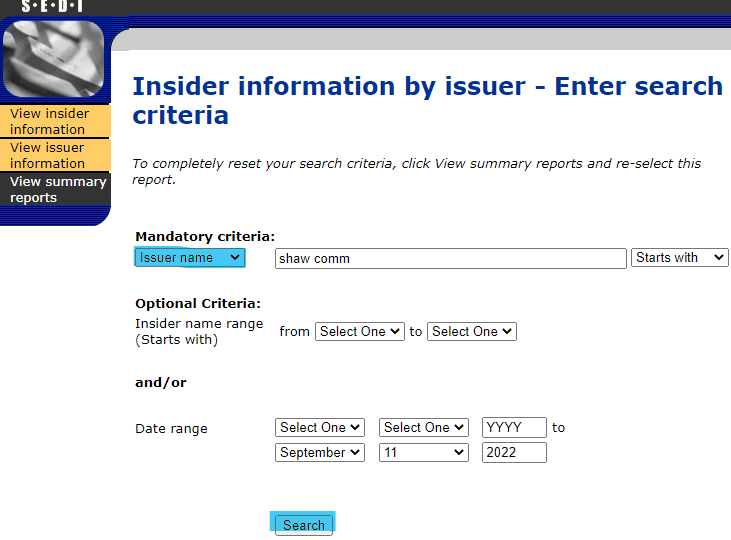 S·E·D·I
Insider information by issuer - Enter search
criteria
View insider
information
View issuer
information
View summary
reports
To completely reset your search criteria, click View summary reports and re-select this
report.
Mandatory criteria:
Issuer name shaw comm Starts with
Optional Criteria:
Insider name range
(Starts with)
from Select One to Select One
and/or
Date range Select One Select One YYYY to
September 11 2022
Search